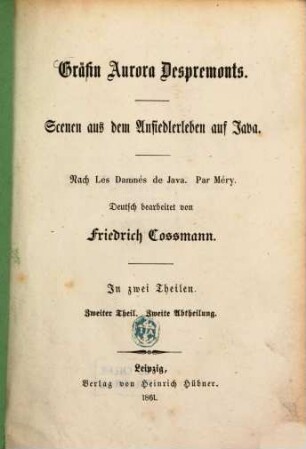 Gräfin Aurora Despremonts.
Scenen aus dem Ansiedlerleben auf Java.
Nach Les Damnés de Java. Par Méry.
Deutsch bearbeitet von
Friedrich Cossmann.
In zwei Theilen.
Zweiter Theil. Zweite Abtheilung.
Leipzig,
Verlag von Heinrich Hübner.
1861.